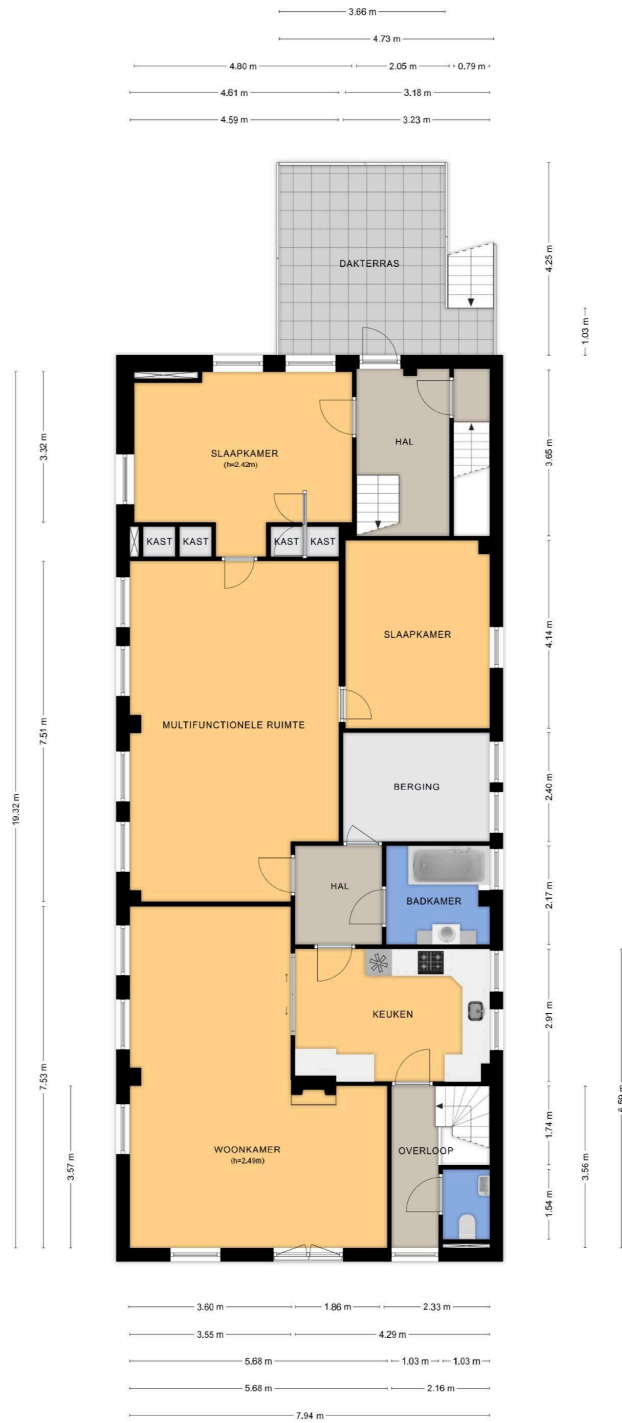 3.66 m
4.73 m
4.80 m 2.05 m 0.79 m
4.61 m 3.18 m
4.59 m 3.23 m
DAKTERRAS
4.25 m
1.03 m
SLAAPKAMER
(h=2.42m)
HAL
3.32 m
3.65 m
KAST KAST KAST KAST
SLAAPKAMER
4.14 m
MULTIFUNCTIONELE RUIMTE
7.51 m
19.32 m
BERGING
2.40 m
HAL
BADKAMER
2.17 m
KEUKEN
2.91 m
7.53 m
6.59 m
WOONKAMER
(h=2.49m)
OVERLOOP
3.57 m
1.74 m
3.56 m
1.54 m
3.60 m 1.86 m 2.33 m
3.55 m 4.29 m
5.68 m 1.03 m 1.03 m
5.68 m 2.16 m
7.94 m